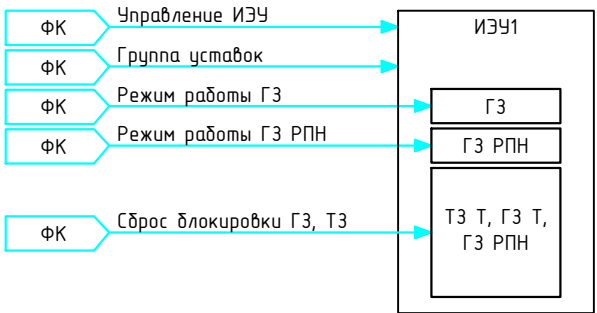 ФК Управление ИЭУ ИЭУ1
ФК Группа уставок
ФК Режим работы ГЗ ГЗ
ФК Режим работы ГЗ РПН ГЗ РПН
ФК Сброс блокировки ГЗ, ТЗ ТЗ Т, ГЗ Т,
ГЗ РПН